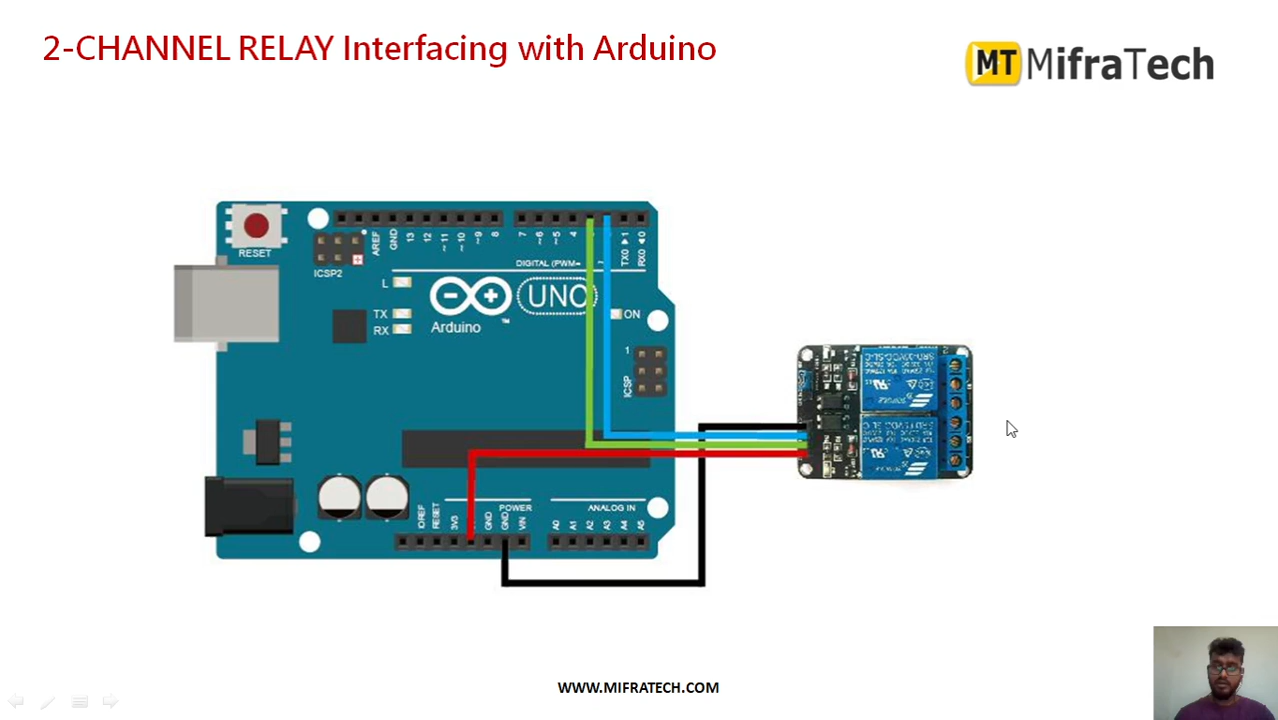 2-CHANNEL RELAY Interfacing with Arduino
MT MifraTech
RESET
ICSP2
AREF
GND
13
12
~11
~10
~9
8
7
~6
~5
4
TX0 ▶1
RX0 ◀0
DIGITAL (PWM=
L
TX
RX
UNO
Arduino
™
ON
1
ICSP
IOREF
RESET
3V3
GND
GND
VIN
POWER
ANALOG IN
A0
A1
A2
A3
A4
A5
WWW.MIFRATECH.COM